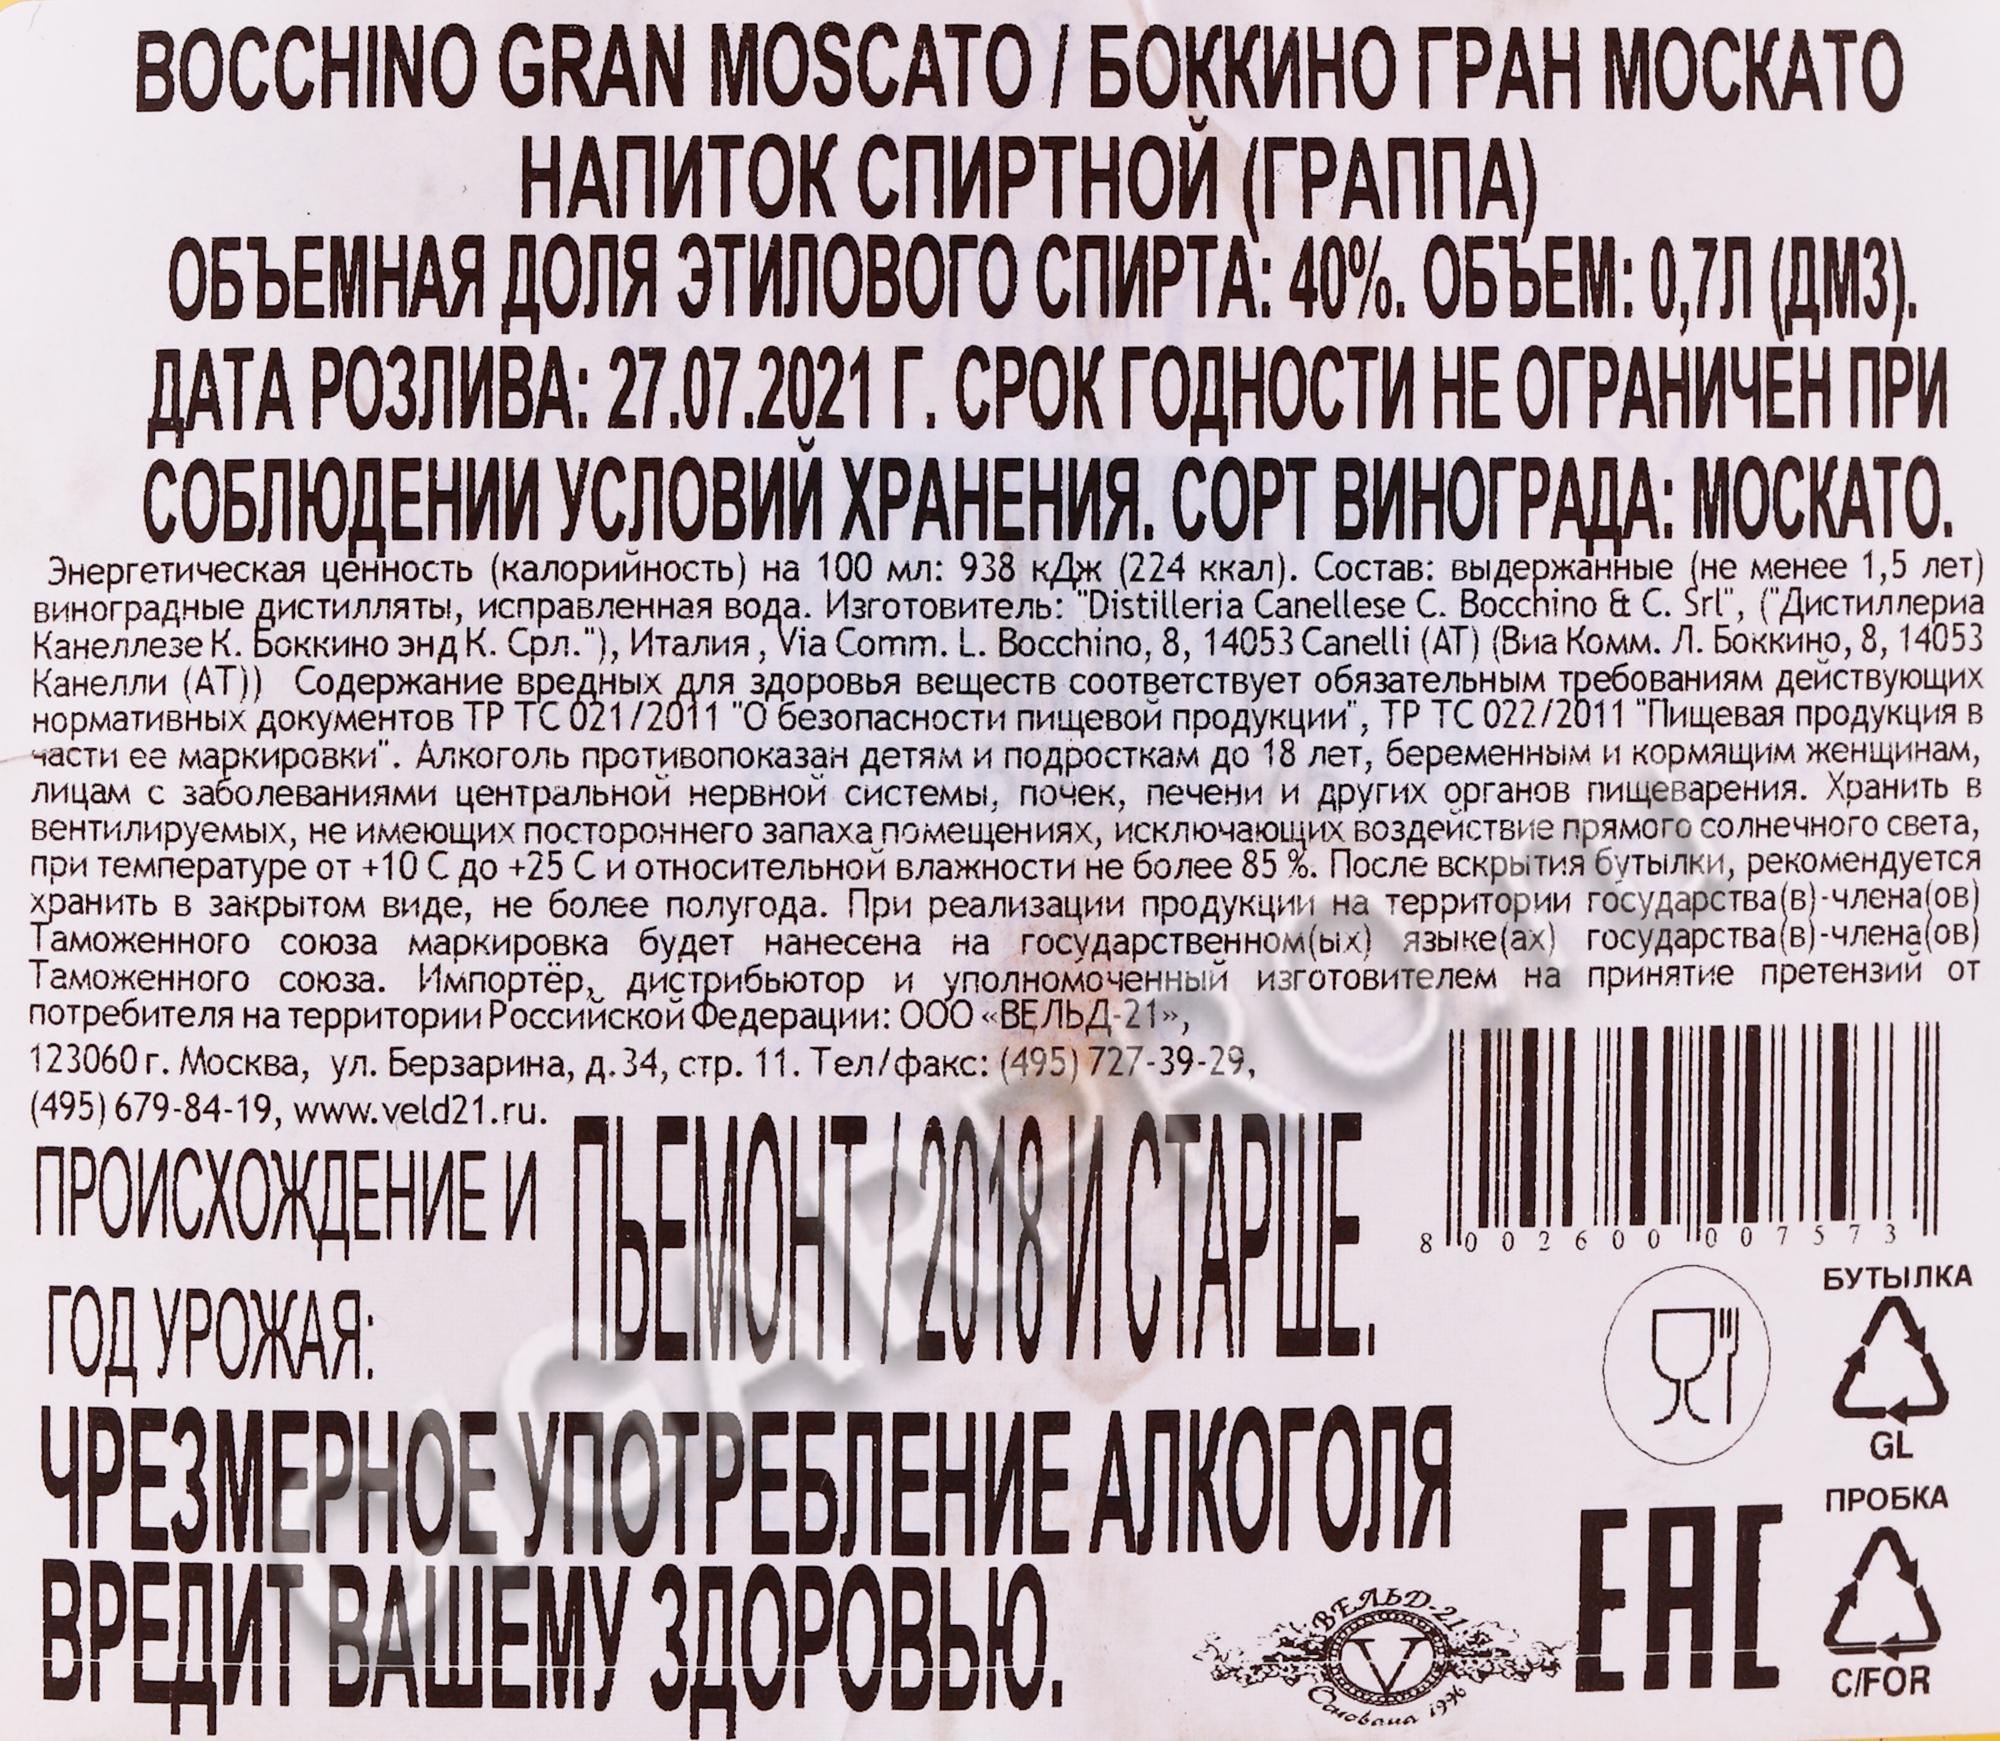 BOCCHINO GRAN MOSCATO / БОККИНО ГРАН МОСКАТО
НАПИТОК СПИРТНОЙ (ГРАППА)
ОБЪЕМНАЯ ДОЛЯ ЭТИЛОВОГО СПИРТА: 40%. ОБЪЕМ: 0,7Л (ДМ3).
ДАТА РОЗЛИВА: 27.07.2021 Г. СРОК ГОДНОСТИ НЕ ОГРАНИЧЕН ПРИ
СОБЛЮДЕНИИ УСЛОВИЙ ХРАНЕНИЯ. СОРТ ВИНОГРАДА: МОСКАТО.
Энергетическая ценность (калорийность) на 100 мл: 938 кДж (224 ккал). Состав: выдержанные (не менее 1,5 лет)
виноградные дистилляты, исправленная вода. Изготовитель: "Distilleria Canellese C. Bocchino & C. Srl", ("Дистиллериа
Канеллезе К. Боккино энд К. Срл."), Италия, Via Comm. L. Bocchino, 8, 14053 Canelli (AT) (Виа Комм. Л. Боккино, 8, 14053
Канелли (АТ)) Содержание вредных для здоровья веществ соответствует обязательным требованиям действующих
нормативных документов ТР ТС 021/2011 "О безопасности пищевой продукции", ТР ТС 022/2011 "Пищевая продукция в
части ее маркировки". Алкоголь противопоказан детям и подросткам до 18 лет, беременным и кормящим женщинам,
лицам с заболеваниями центральной нервной системы, почек, печени и других органов пищеварения. Хранить в
вентилируемых, не имеющих постороннего запаха помещениях, исключающих воздействие прямого солнечного света,
при температуре от +10 С до +25 С и относительной влажности не более 85 %. После вскрытия бутылки, рекомендуется
хранить в закрытом виде, не более полугода. При реализации продукции на территории государства(в)-члена(ов)
Таможенного союза маркировка будет нанесена на государственном(ых) языке(ах) государства(в)-члена(ов)
Таможенного союза. Импортёр, дистрибьютор и уполномоченный изготовителем на принятие претензий от
потребителя на территории Российской Федерации: ООО «ВЕЛЬД-21»,
123060 г. Москва, ул. Берзарина, д. 34, стр. 11. Тел/факс: (495) 727-39-29,
(495) 679-84-19, www.veld21.ru.
ПРОИСХОЖДЕНИЕ И
ГОД УРОЖАЯ:
ПЬЕМОНТ / 2018 И СТАРШЕ.
8 002600 007573
БУТЫЛКА
GL
ПРОБКА
C/FOR
ЧРЕЗМЕРНОЕ УПОТРЕБЛЕНИЕ АЛКОГОЛЯ
ВРЕДИТ ВАШЕМУ ЗДОРОВЬЮ.
ВЕЛЬД-21
V
Основана 1996
EAC
CIGARPRO.ru